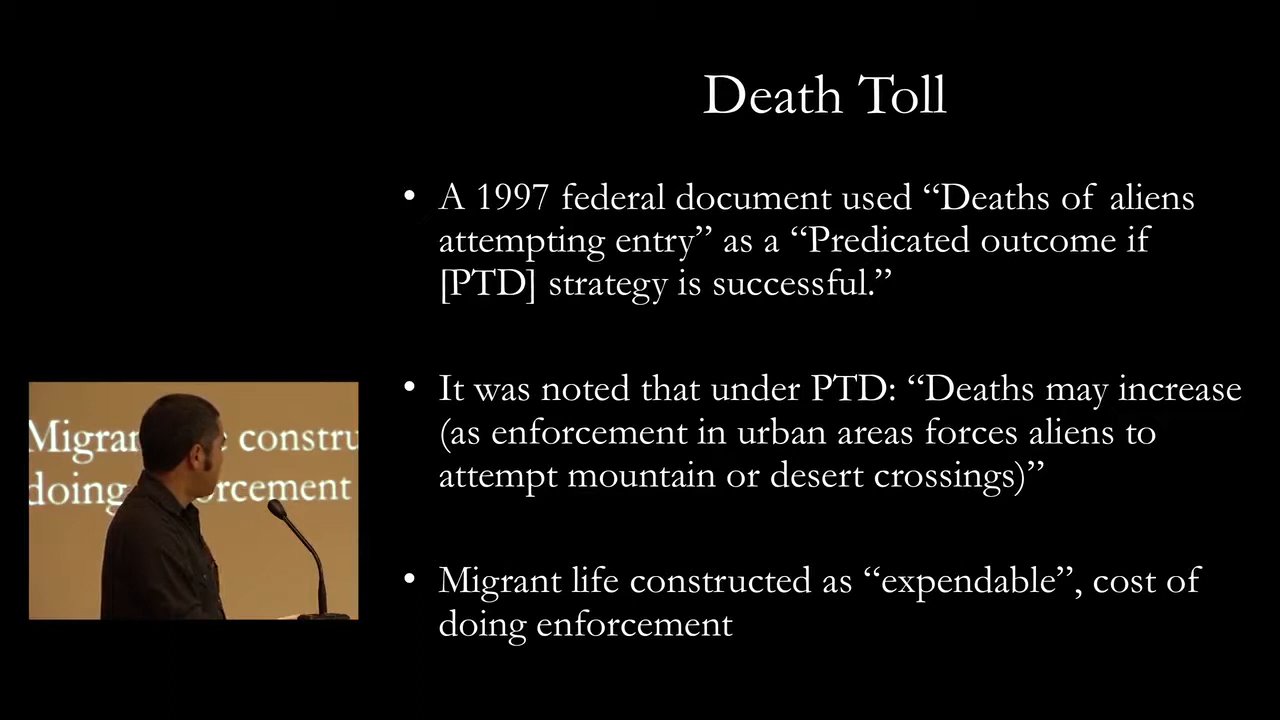 Death Toll
• A 1997 federal document used “Deaths of aliens
attempting entry” as a “Predicated outcome if
[PTD] strategy is successful.”
• It was noted that under PTD: “Deaths may increase
(as enforcement in urban areas forces aliens to
attempt mountain or desert crossings)”
• Migrant life constructed as “expendable”, cost of
doing enforcement
constru
doing